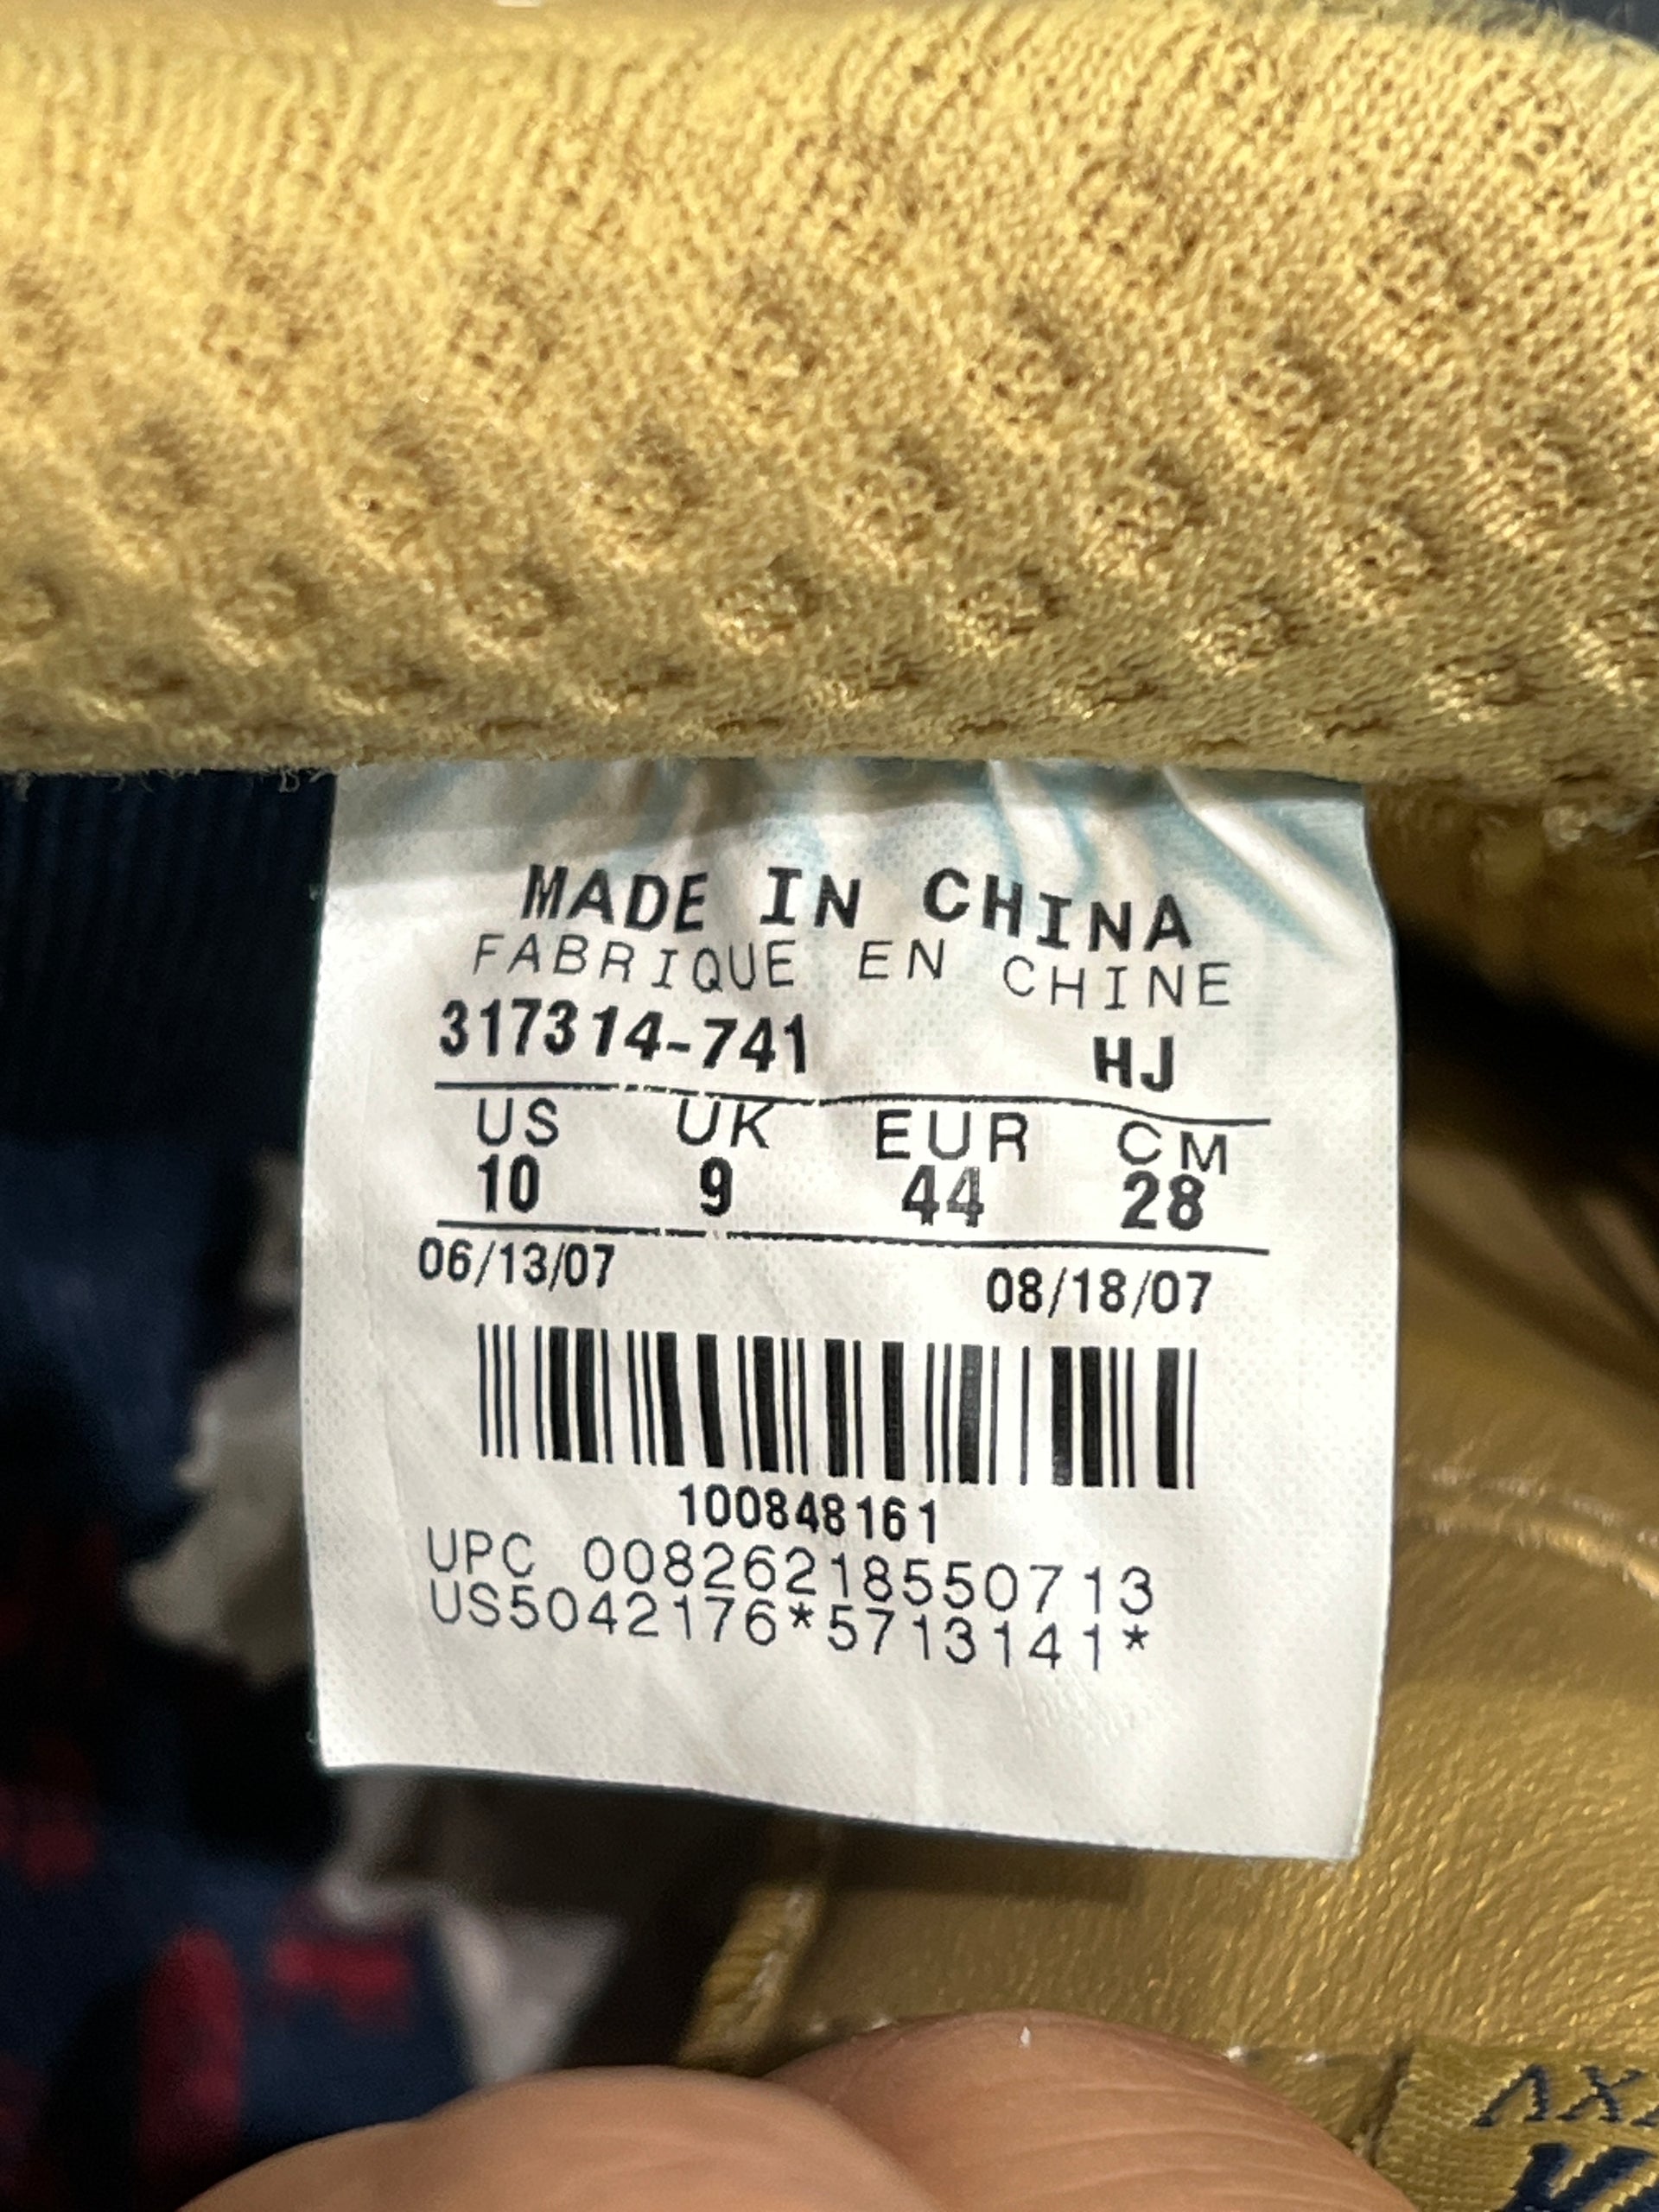 MADE IN CHINA
FABRIQUE EN CHINE
317314-741 HJ
US UK EUR CM
10 9 44 28
06/13/07 08/18/07
100848161
UPC 00826218550713
US5042176*5713141*